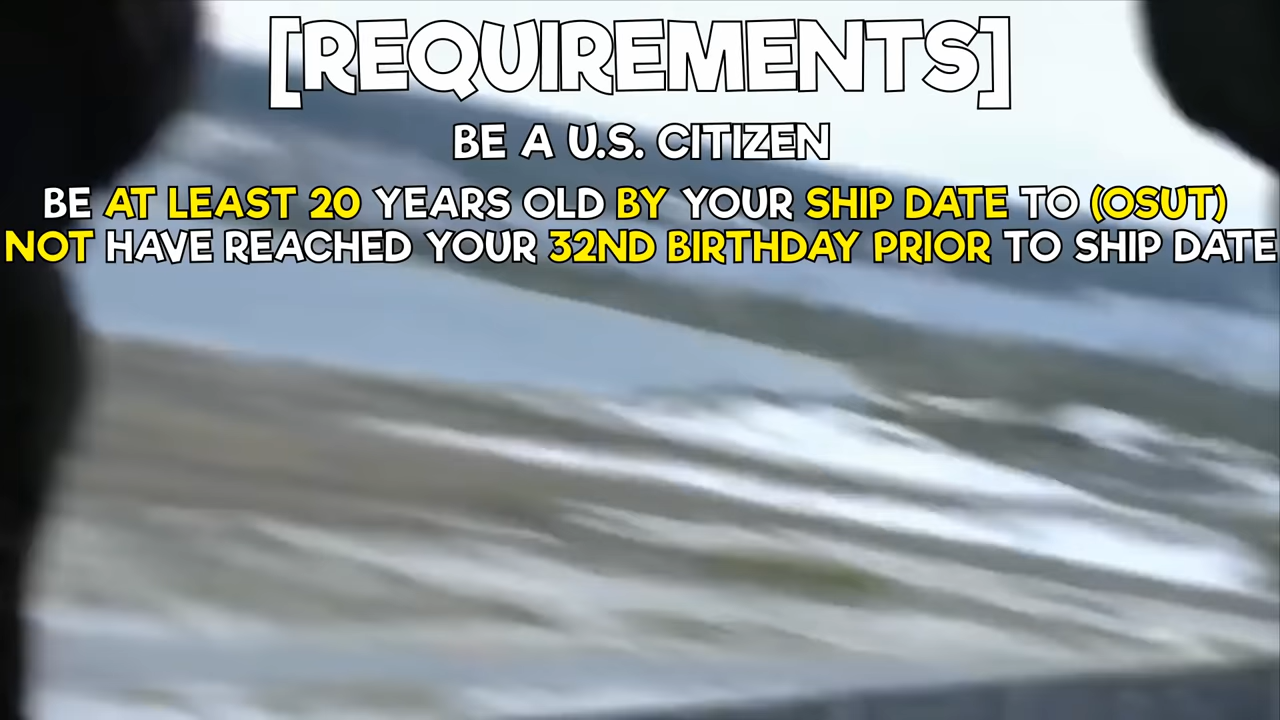 [REQUIREMENTS]
BE A U.S. CITIZEN
BE AT LEAST 20 YEARS OLD BY YOUR SHIP DATE TO (OSUT)
NOT HAVE REACHED YOUR 32ND BIRTHDAY PRIOR TO SHIP DATE